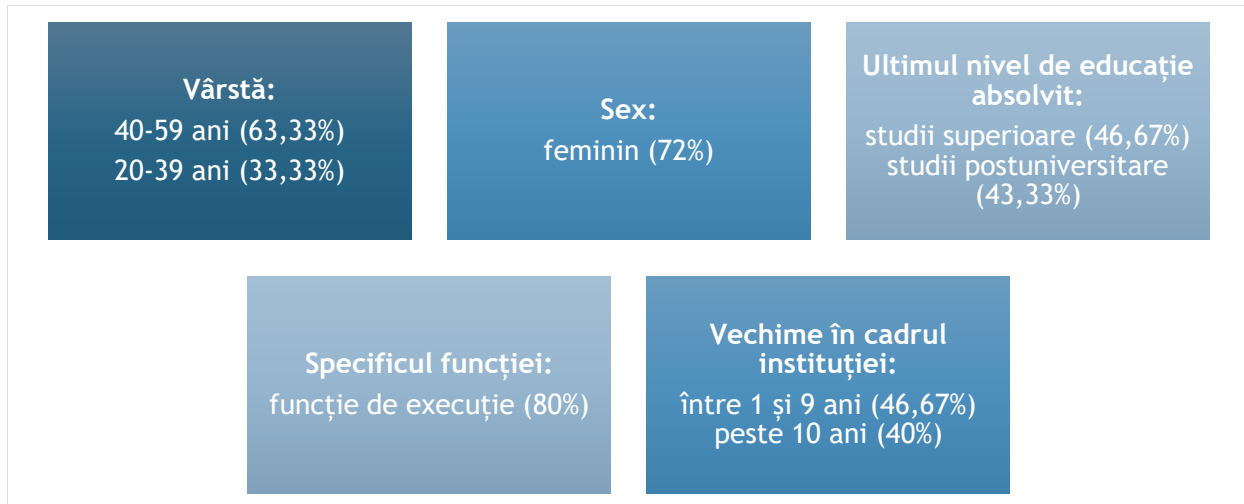 Vârstă:
40-59 ani (63,33%)
20-39 ani (33,33%)
Sex:
feminin (72%)
Ultimul nivel de educație
absolvit:
studii superioare (46,67%)
studii postuniversitare
(43,33%)
Specificul funcției:
funcție de execuție (80%)
Vechime în cadrul
instituției:
între 1 și 9 ani (46,67%)
peste 10 ani (40%)